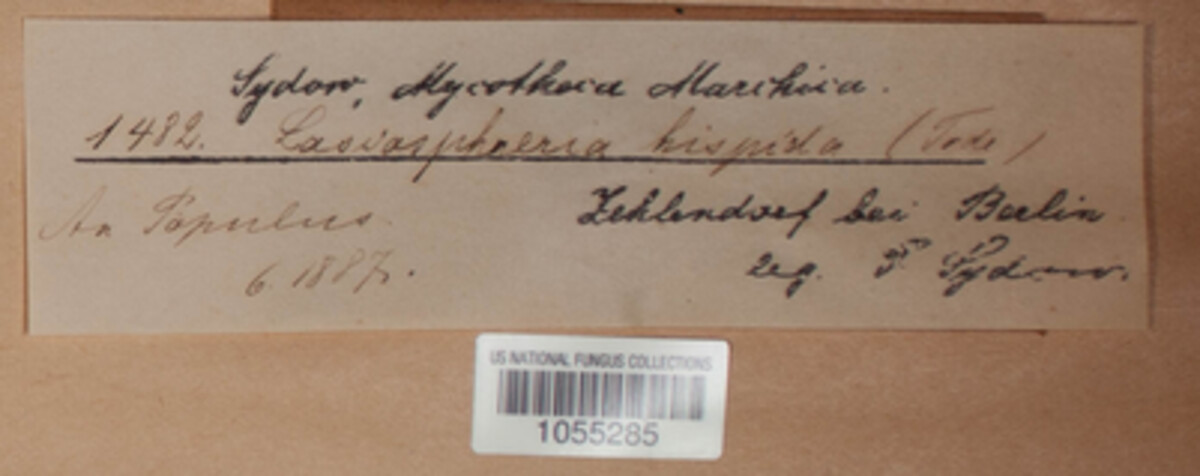 Sydow, Mycotheca Marchica.
1482. Lasiosphaeria hispida (Tode)
An Populus.
6. 1887.
Zehlendorf bei Berlin
leg. P. Sydow.
US NATIONAL FUNGUS COLLECTIONS
1055285